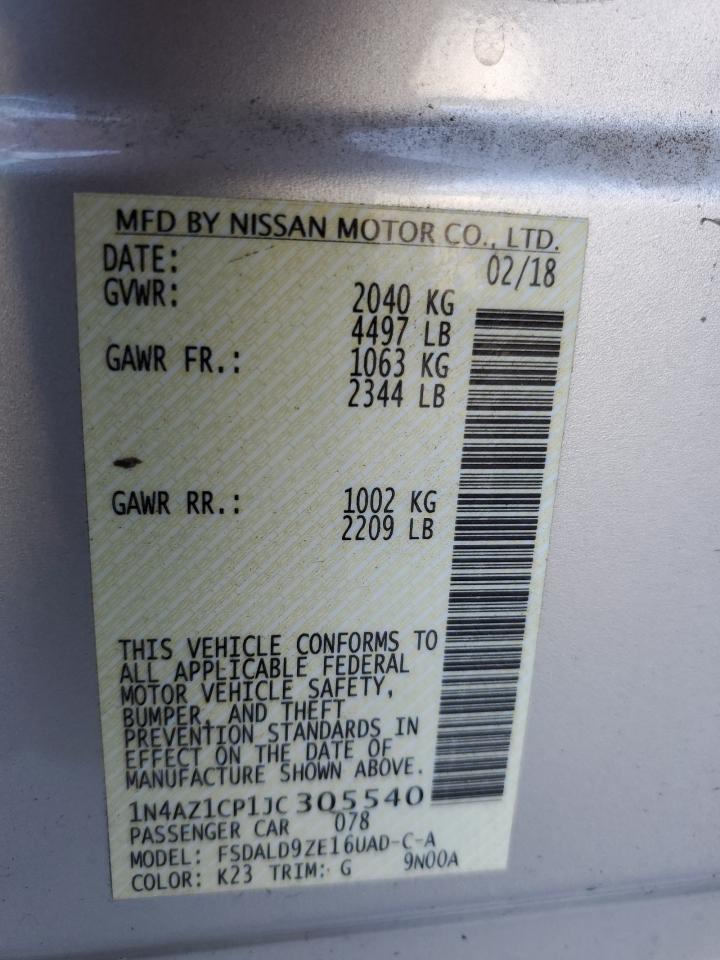 MFD BY NISSAN MOTOR CO., LTD.
DATE: 02/18
GVWR: 2040 KG
4497 LB
GAWR FR.: 1063 KG
2344 LB
GAWR RR.: 1002 KG
2209 LB
THIS VEHICLE CONFORMS TO
ALL APPLICABLE FEDERAL
MOTOR VEHICLE SAFETY,
BUMPER, AND THEFT
PREVENTION STANDARDS IN
EFFECT ON THE DATE OF
MANUFACTURE SHOWN ABOVE.
1N4AZ1CP1JC305540
PASSENGER CAR 078
MODEL: FSDALD9ZE16UAD-C-A
COLOR: K23 TRIM: G 9N00A